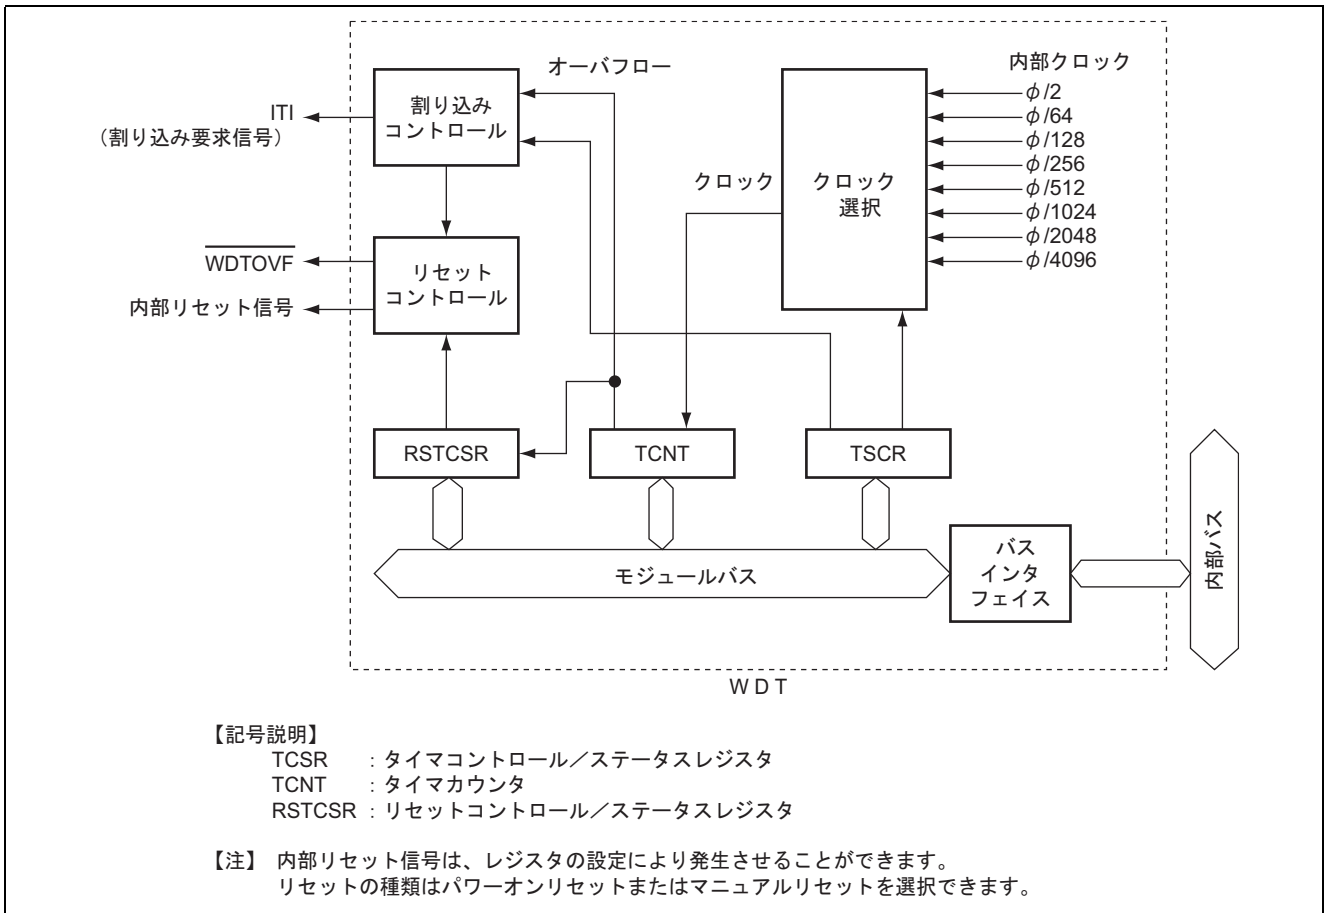 オーバフロー
内部クロック
割り込み
コントロール
ITI
（割り込み要求信号）
クロック
クロック
選択
φ/2
φ/64
φ/128
φ/256
φ/512
φ/1024
φ/2048
φ/4096
WDTOVF
内部リセット信号
リセット
コントロール
RSTCSR
TCNT
TSCR
モジュールバス
バス
インタ
フェイス
内部バス
WDT
【記号説明】
TCSR : タイマコントロール／ステータスレジスタ
TCNT : タイマカウンタ
RSTCSR : リセットコントロール／ステータスレジスタ
【注】 内部リセット信号は、レジスタの設定により発生させることができます。
リセットの種類はパワーオンリセットまたはマニュアルリセットを選択できます。